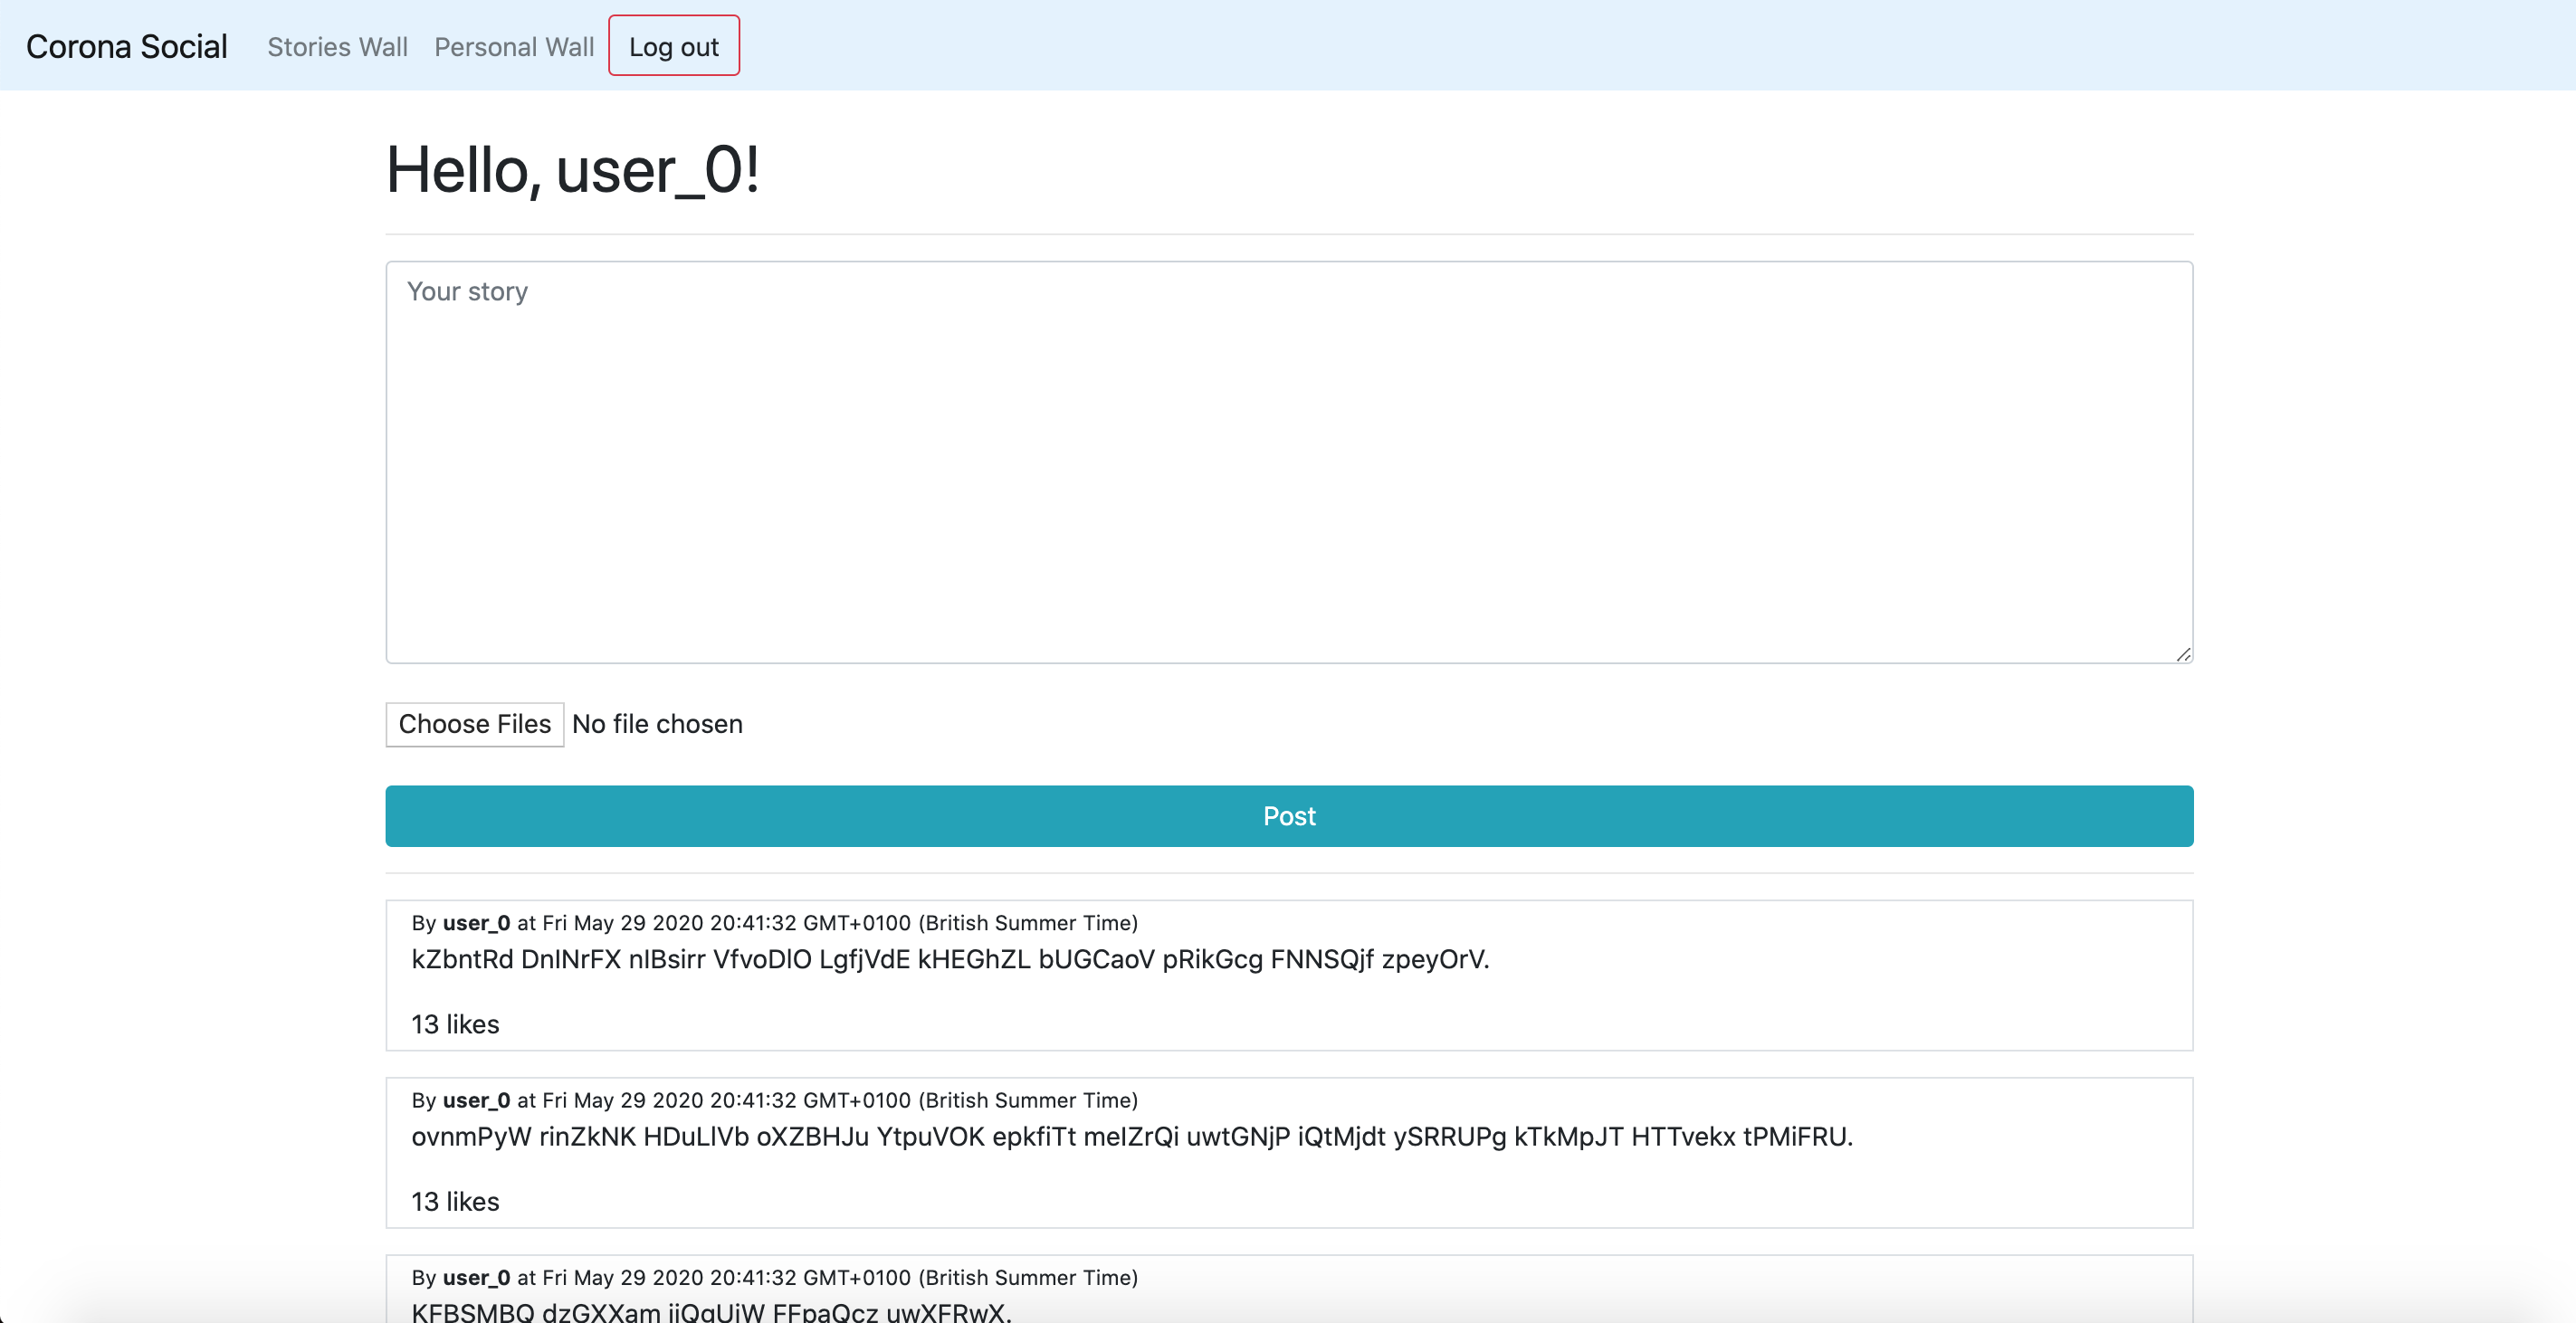 Corona Social Stories Wall Personal Wall Log out
Hello, user_0!
Your story
Choose Files No file chosen
Post
By user_0 at Fri May 29 2020 20:41:32 GMT+0100 (British Summer Time)
kZbntRd DnINrFX nIBsirr VfvoDlO LgfjVdE kHEGhZL bUGCaoV pRikGcg FNNSQjf zpeyOrV.
13 likes
By user_0 at Fri May 29 2020 20:41:32 GMT+0100 (British Summer Time)
ovnmPyW rinZkNK HDuLlVb oXZBHJu YtpuVOK epkfiTt meIZrQi uwtGNjP iQtMjdt ySRRUPg kTkMpJT HTTvekx tPMiFRU.
13 likes
By user_0 at Fri May 29 2020 20:41:32 GMT+0100 (British Summer Time)
KFBSMBQ dzGXXam FFpaQcz uwXFRwX.